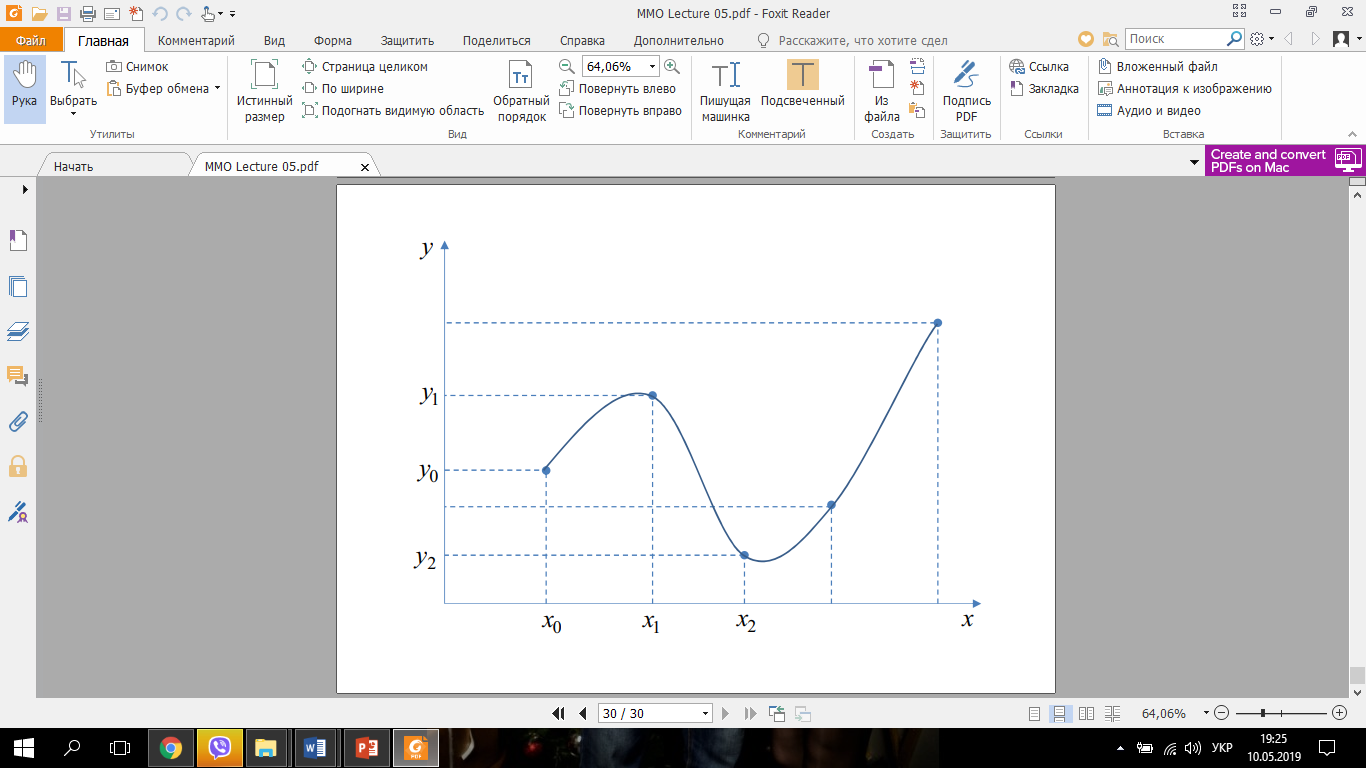 MMO Lecture 05.pdf - Foxit Reader
Файл Главная Комментарий Вид Форма Защитить Поделиться Справка Дополнительно Расскажите, что хотите сдел Поиск
Рука
Выбрать
Снимок
Буфер обмена
Утилиты
Истинный
размер
Страница целиком
По ширине
Подогнать видимую область
Обратный
порядок
64,06%
Повернуть влево
Повернуть вправо
Вид
Пишущая
машинка
Подсвеченный
Комментарий
Из
файла
Создать
Подпись
PDF
Защитить
Ссылка
Закладка
Ссылки
Вложенный файл
Аннотация к изображению
Аудио и видео
Вставка
Начать MMO Lecture 05.pdf
Create and convert
PDFs on Mac
y
y1
y0
y2
x0 x1 x2 x
30 / 30 64,06%
УКР
19:25
10.05.2019